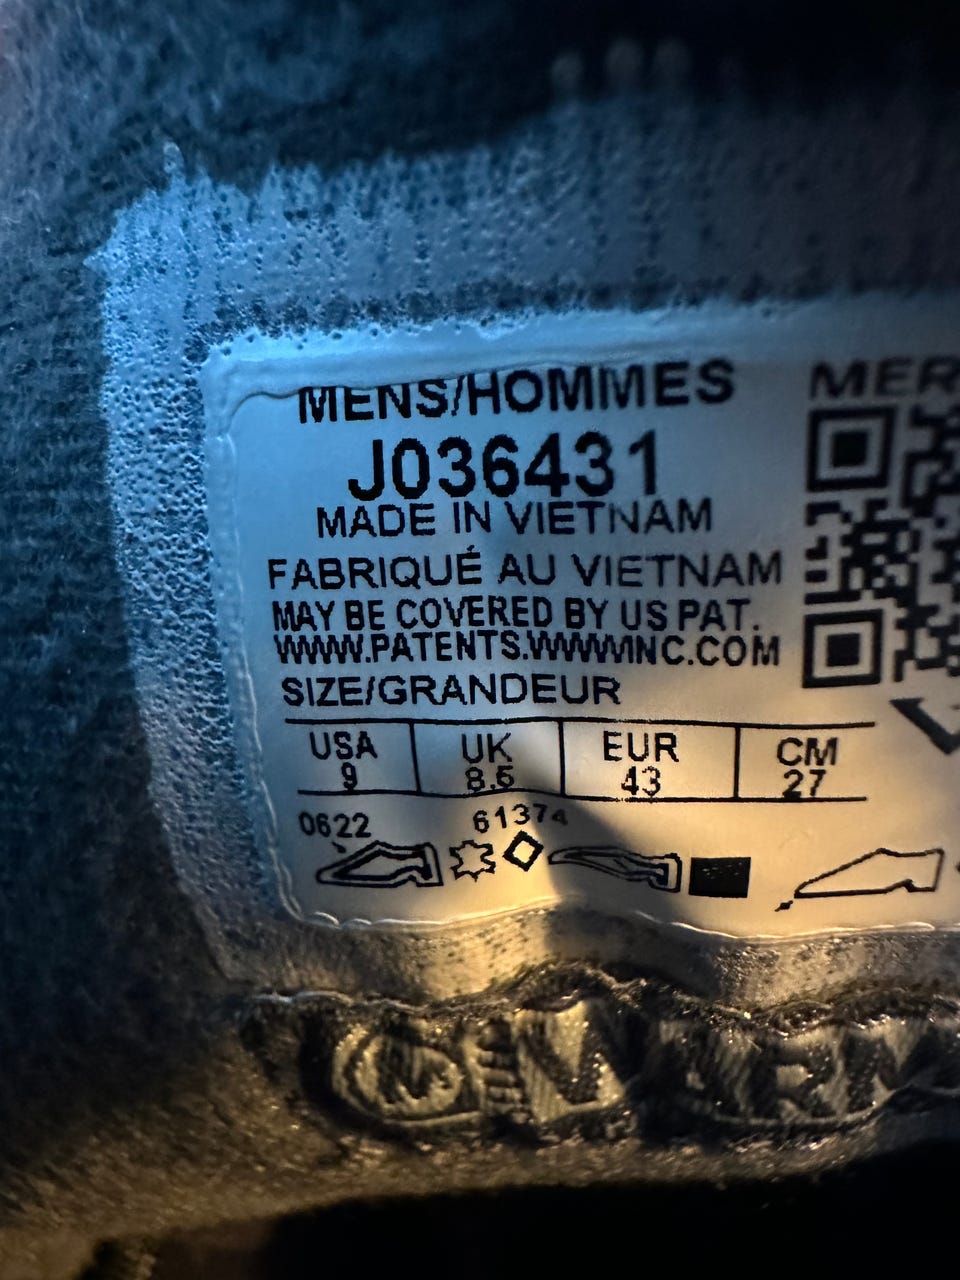 MENS/HOMMES
J036431
MADE IN VIETNAM
FABRIQUÉ AU VIETNAM
MAY BE COVERED BY US PAT.
WWW.PATENTS.WWWINC.COM
SIZE/GRANDEUR
USA UK EUR CM
9 8.5 43 27
0622 61374
MER